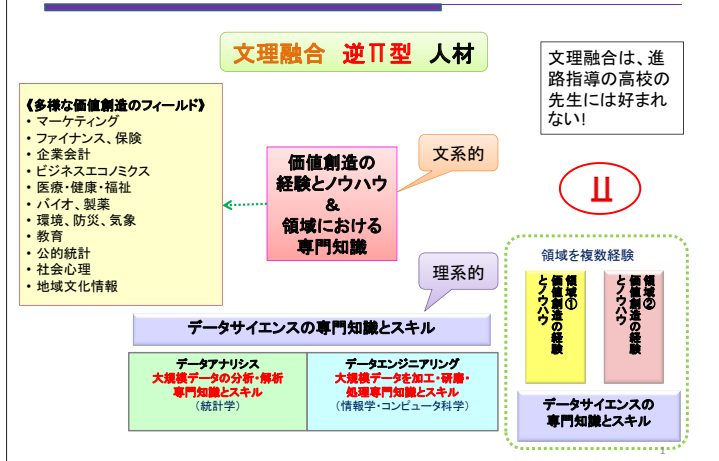 文理融合 逆Π型 人材
文理融合は、進
路指導の高校の
先生には好まれ
ない!
《多様な価値創造のフィールド》
・マーケティング
・ファイナンス、保険
・企業会計
・ビジネスエコノミクス
・医療・健康・福祉
・バイオ、製薬
・環境、防災、気象
・教育
・公的統計
・社会心理
・地域文化情報
価値創造の
経験とノウハウ
&
領域における
専門知識
文系的
理系的
データサイエンスの専門知識とスキル
データアナリシス
大規模データの分析・解析
専門知識とスキル
(統計学)
データエンジニアリング
大規模データを加工・研磨・
処理専門知識とスキル
(情報学・コンピュータ科学)
領域を複数経験
領域①
価値創造の経験
とノウハウ
領域②
価値創造の経験
とノウハウ
データサイエンスの
専門知識とスキル
1